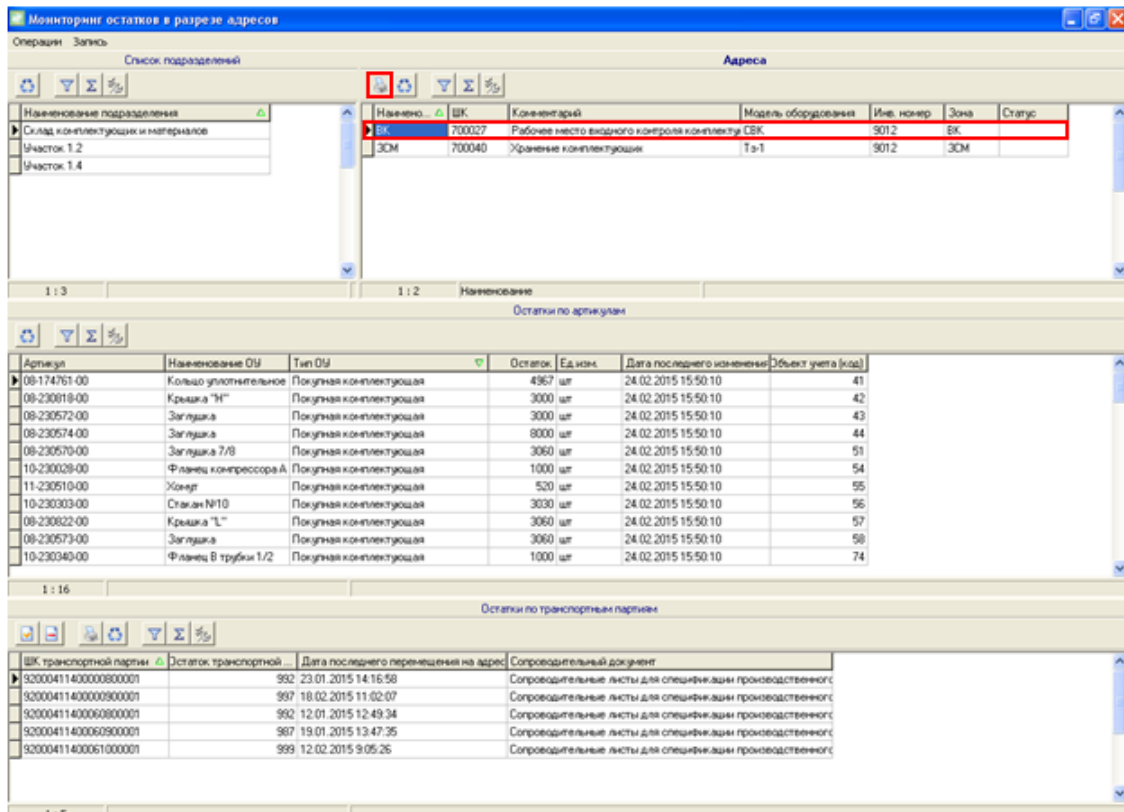 Мониторинг остатков в разрезе адресов
Операции Запись
Список подразделений
Адреса
Наименование подразделения
Склад комплектующих и материалов
Участок 1.2
Участок 1.4
1 : 3
Наимено... ШК Комментарий Модель оборудования Инв. номер Зона Статус
ВК 700027 Рабочее место входного контроля комплекту СВК 9012 ВК
ЗСМ 700040 Хранение комплектующих Тэ-1 9012 ЗСМ
1 : 2 Наименование
Остатки по артикулам
Артикул Наименование ОУ Тип ОУ Остаток Ед.изм. Дата последнего изменения Объект учета (код)
08-174761-00 Кольцо уплотнительное Покупная комплектующая 4967 шт 24.02.2015 15:50:10 41
08-230818-00 Крышка "Н" Покупная комплектующая 3000 шт 24.02.2015 15:50:10 42
08-230572-00 Заглушка Покупная комплектующая 3000 шт 24.02.2015 15:50:10 43
08-230574-00 Заглушка Покупная комплектующая 8000 шт 24.02.2015 15:50:10 44
08-230570-00 Заглушка 7/8 Покупная комплектующая 3060 шт 24.02.2015 15:50:10 51
10-230028-00 Фланец компрессора А Покупная комплектующая 1000 шт 24.02.2015 15:50:10 54
11-230510-00 Хомут Покупная комплектующая 520 шт 24.02.2015 15:50:10 55
10-230303-00 Стакан №10 Покупная комплектующая 3030 шт 24.02.2015 15:50:10 56
08-230822-00 Крышка "L" Покупная комплектующая 3060 шт 24.02.2015 15:50:10 57
08-230573-00 Заглушка Покупная комплектующая 3060 шт 24.02.2015 15:50:10 58
10-230340-00 Фланец В трубки 1/2 Покупная комплектующая 1000 шт 24.02.2015 15:50:10 74
1 : 16
Остатки по транспортным партиям
ШК транспортной партии Остаток транспортной ... Дата последнего перемещения на адрес Сопроводительный документ
92000411400000800001 992 23.01.2015 14:16:58 Сопроводительные листы для спецификации производственного
92000411400000900001 997 18.02.2015 11:02:07 Сопроводительные листы для спецификации производственного
92000411400060800001 992 12.01.2015 12:49:34 Сопроводительные листы для спецификации производственного
92000411400060900001 987 19.01.2015 13:47:35 Сопроводительные листы для спецификации производственного
92000411400061000001 999 12.02.2015 9:05:26 Сопроводительные листы для спецификации производственного